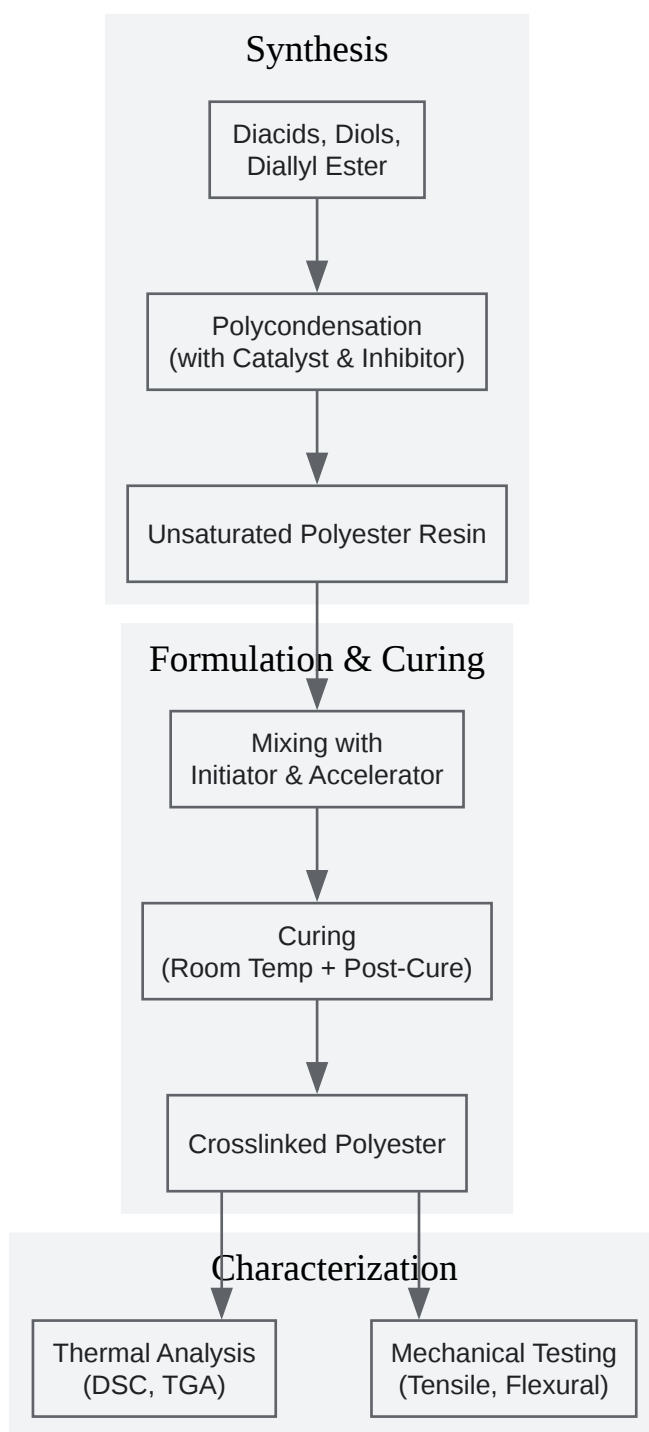 Synthesis
Diacids, Diols,
Diallyl Ester
Polycondensation
(with Catalyst & Inhibitor)
Unsaturated Polyester Resin
Formulation & Curing
Mixing with
Initiator & Accelerator
Curing
(Room Temp + Post-Cure)
Crosslinked Polyester
Characterization
Thermal Analysis
(DSC, TGA)
Mechanical Testing
(Tensile, Flexural)